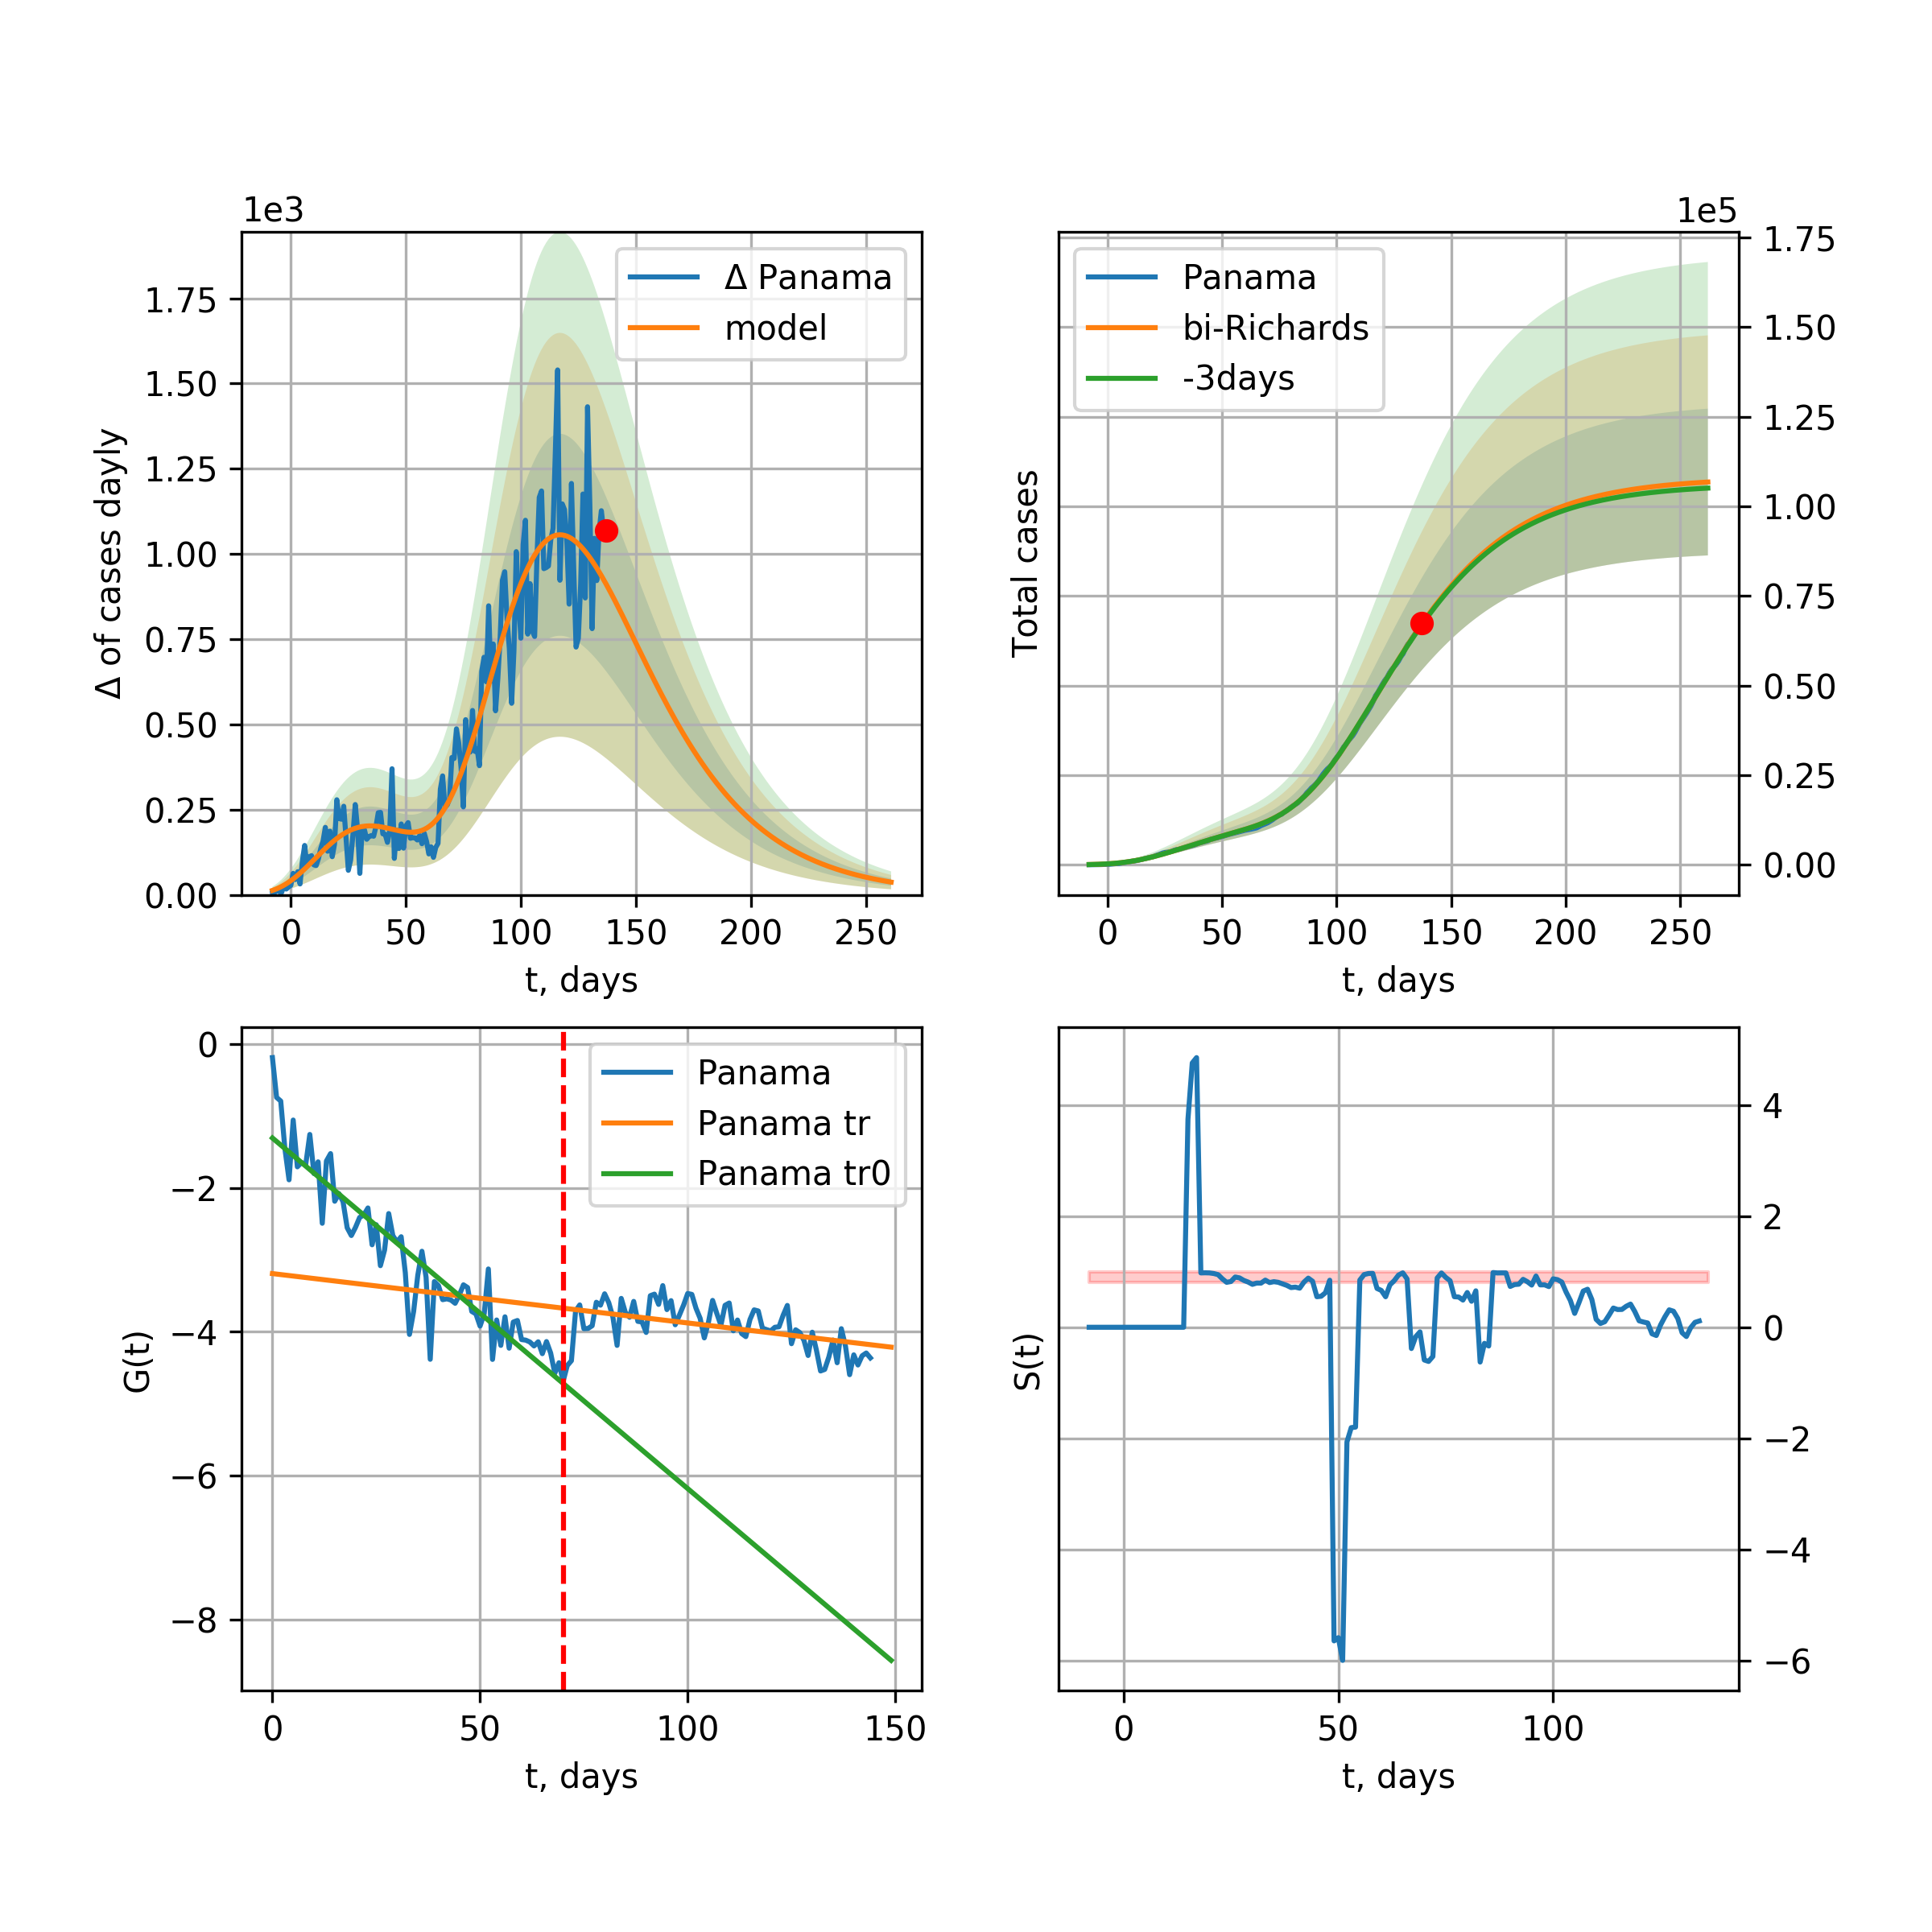 1e3
Δ of cases dayly
1.75
1.50
1.25
1.00
0.75
0.50
0.25
0.00
Δ Panama
model
0 50 100 150 200 250
t, days
1e5
Total cases
Panama
bi-Richards
-3days
1.75
1.50
1.25
1.00
0.75
0.50
0.25
0.00
0 50 100 150 200 250
t, days
G(t)
0
−2
−4
−6
−8
Panama
Panama tr
Panama tr0
0 50 100 150
t, days
S(t)
4
2
0
−2
−4
−6
0 50 100
t, days